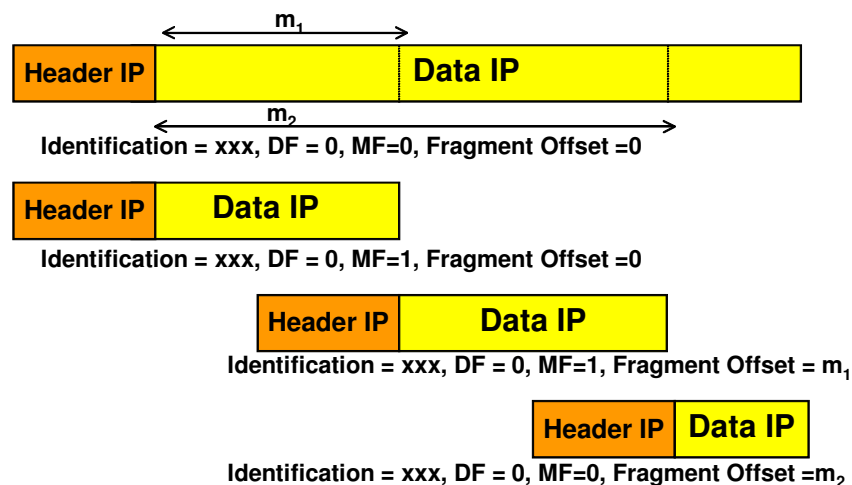 m₁
Header IP Data IP
m₂
Identification = xxx, DF = 0, MF=0, Fragment Offset =0
Header IP Data IP
Identification = xxx, DF = 0, MF=1, Fragment Offset =0
Header IP Data IP
Identification = xxx, DF = 0, MF=1, Fragment Offset = m₁
Header IP Data IP
Identification = xxx, DF = 0, MF=0, Fragment Offset =m₂